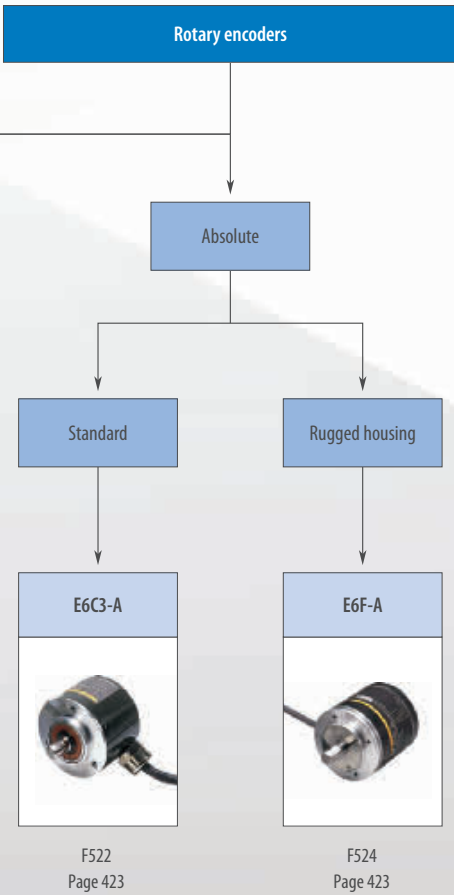 Rotary encoders
Absolute
Standard
Rugged housing
E6C3-A
E6F-A
F522
Page 423
F524
Page 423